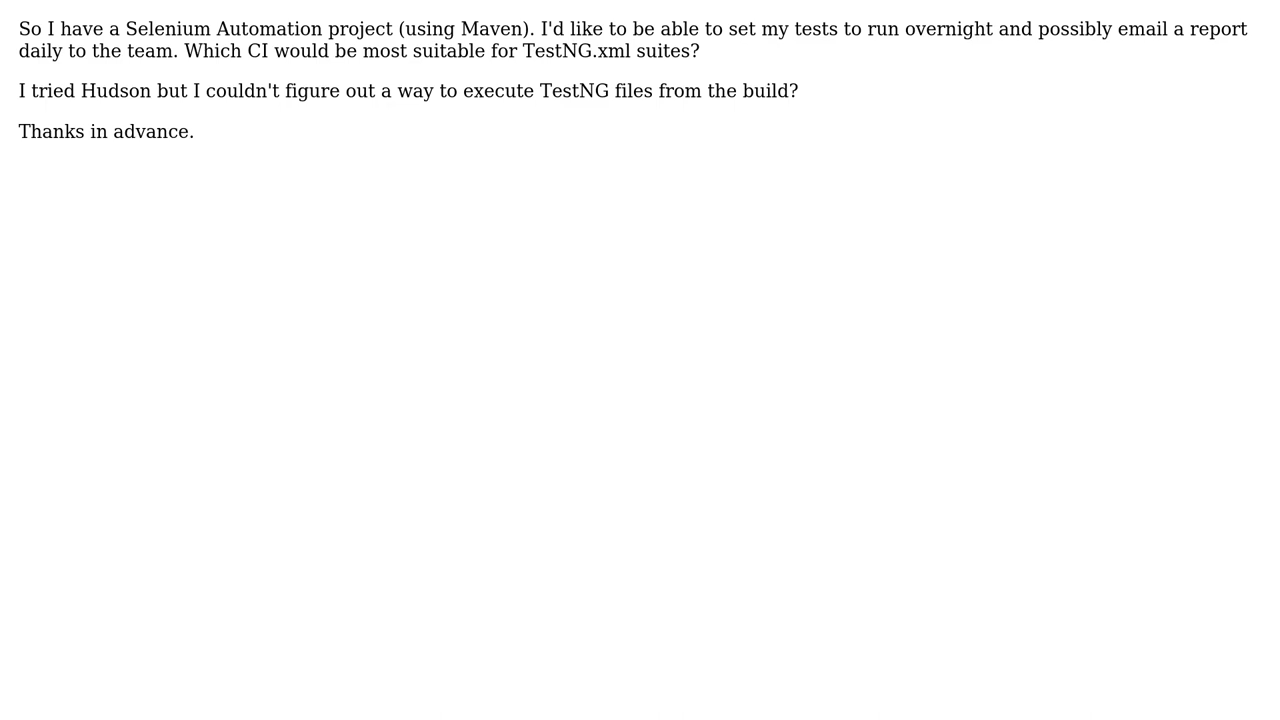 So I have a Selenium Automation project (using Maven). I'd like to be able to set my tests to run overnight and possibly email a report
daily to the team. Which CI would be most suitable for TestNG.xml suites?
I tried Hudson but I couldn't figure out a way to execute TestNG files from the build?
Thanks in advance.